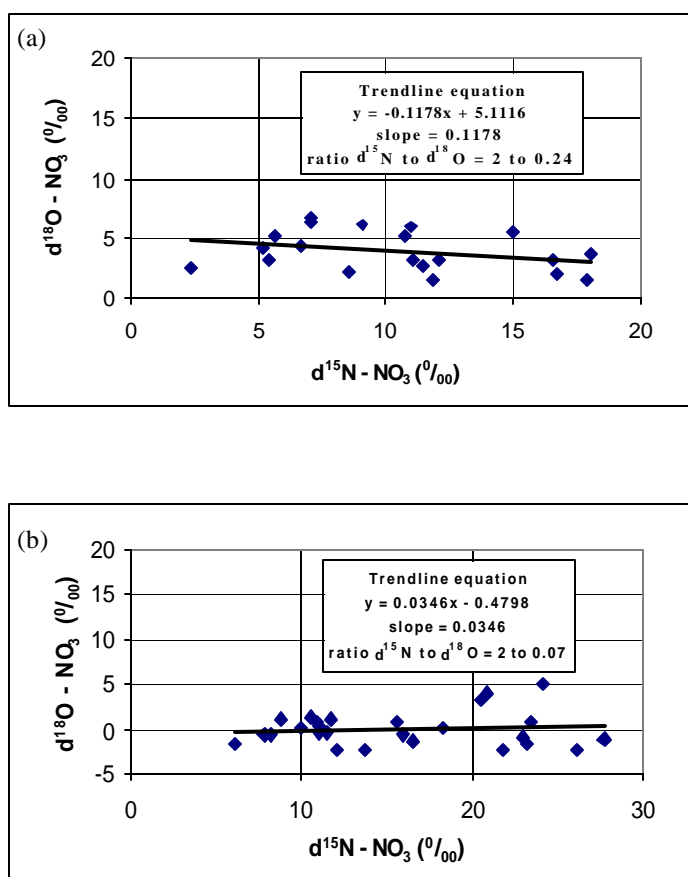 (a)
20
15
10
5
0
Trendline equation
y = -0.1178x + 5.1116
slope = 0.1178
ratio d¹⁵N to d¹⁸O = 2 to 0.24
d¹⁸O - NO₃ (⁰/₀₀)
0 5 10 15 20
d¹⁵N - NO₃ (⁰/₀₀)
(b)
20
15
10
5
0
-5
Trendline equation
y = 0.0346x - 0.4798
slope = 0.0346
ratio d¹⁵N to d¹⁸O = 2 to 0.07
d¹⁸O - NO₃ (⁰/₀₀)
0 10 20 30
d¹⁵N - NO₃ (⁰/₀₀)